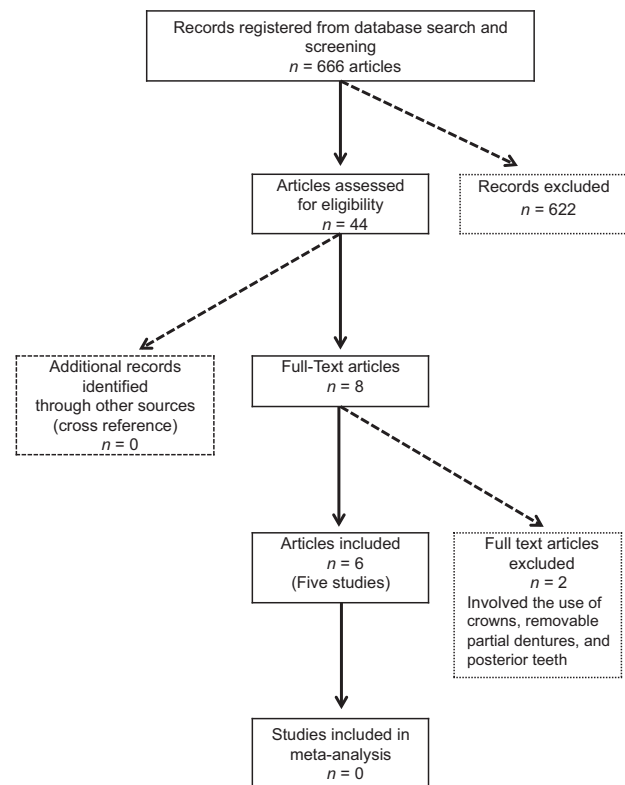 Records registered from database search and
screening
n = 666 articles
Articles assessed
for eligibility
n = 44
Records excluded
n = 622
Additional records
identified
through other sources
(cross reference)
n = 0
Full-Text articles
n = 8
Articles included
n = 6
(Five studies)
Full text articles
excluded
n = 2
Involved the use of
crowns, removable
partial dentures, and
posterior teeth
Studies included in
meta-analysis
n = 0